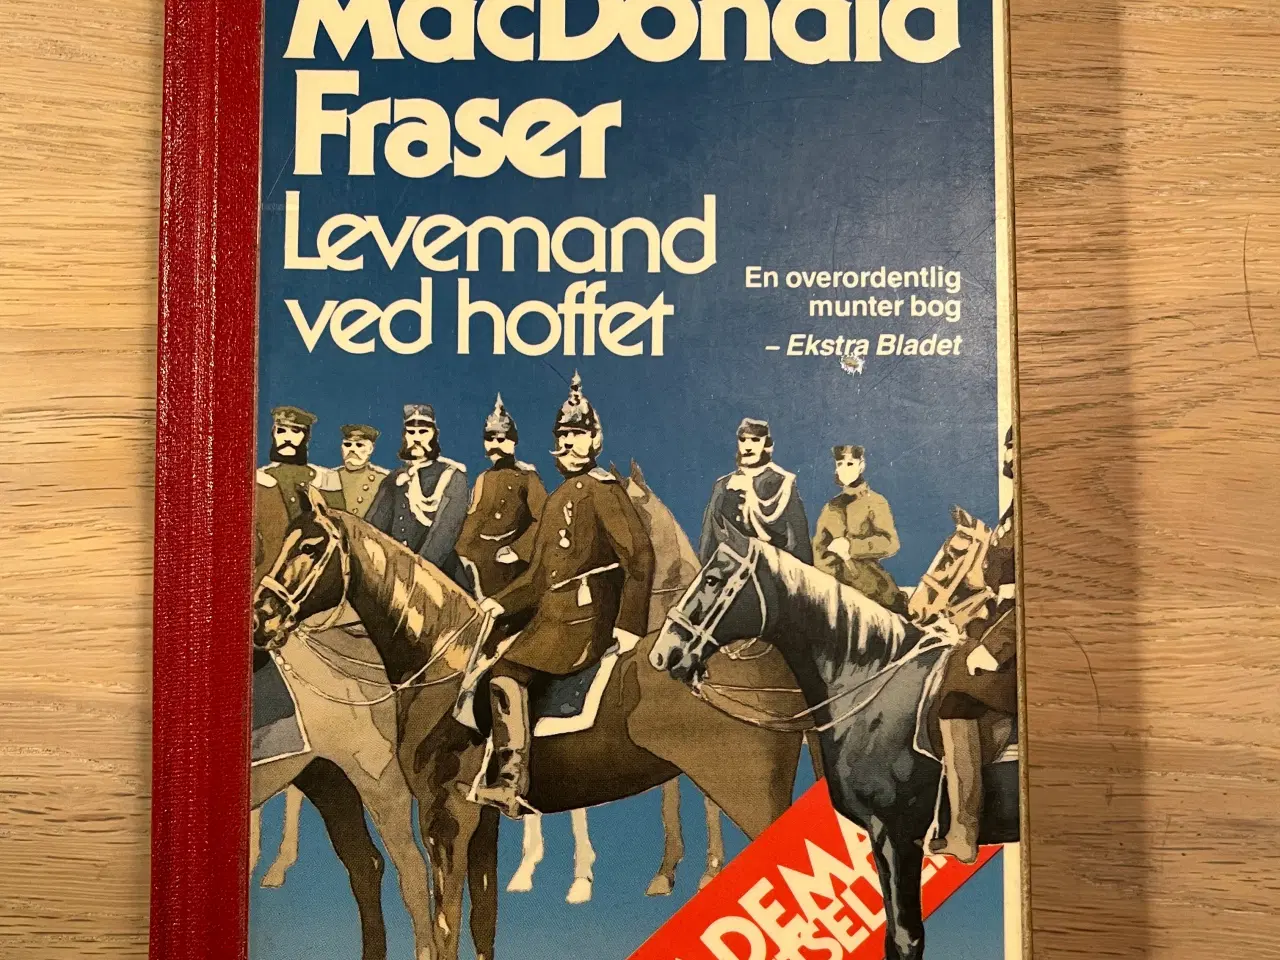 MacDonald
Fraser
Levemand
ved hoffet
En overordentlig
munter bog
– Ekstra Bladet